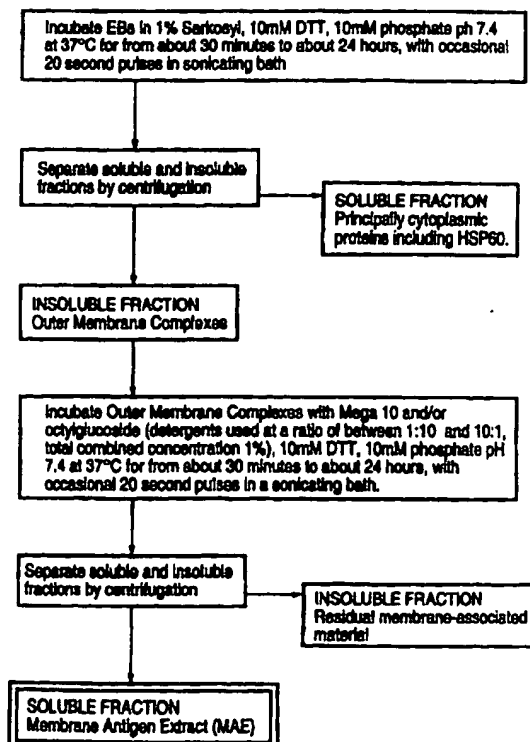 Incubate EBs in 1% Sarkosyl, 10mM DTT, 10mM phosphate ph 7.4
at 37°C for from about 30 minutes to about 24 hours, with occasional
20 second pulses in sonicating bath
Separate soluble and insoluble
fractions by centrifugation
SOLUBLE FRACTION
Principally cytoplasmic
proteins including HSP60.
INSOLUBLE FRACTION
Outer Membrane Complexes
Incubate Outer Membrane Complexes with Mega 10 and/or
octylglucoside (detergents used at a ratio of between 1:10 and 10:1,
total combined concentration 1%), 10mM DTT, 10mM phosphate pH
7.4 at 37°C for from about 30 minutes to about 24 hours, with
occasional 20 second pulses in a sonicating bath.
Separate soluble and insoluble
fractions by centrifugation
INSOLUBLE FRACTION
Residual membrane-associated
material
SOLUBLE FRACTION
Membrane Antigen Extract (MAE)